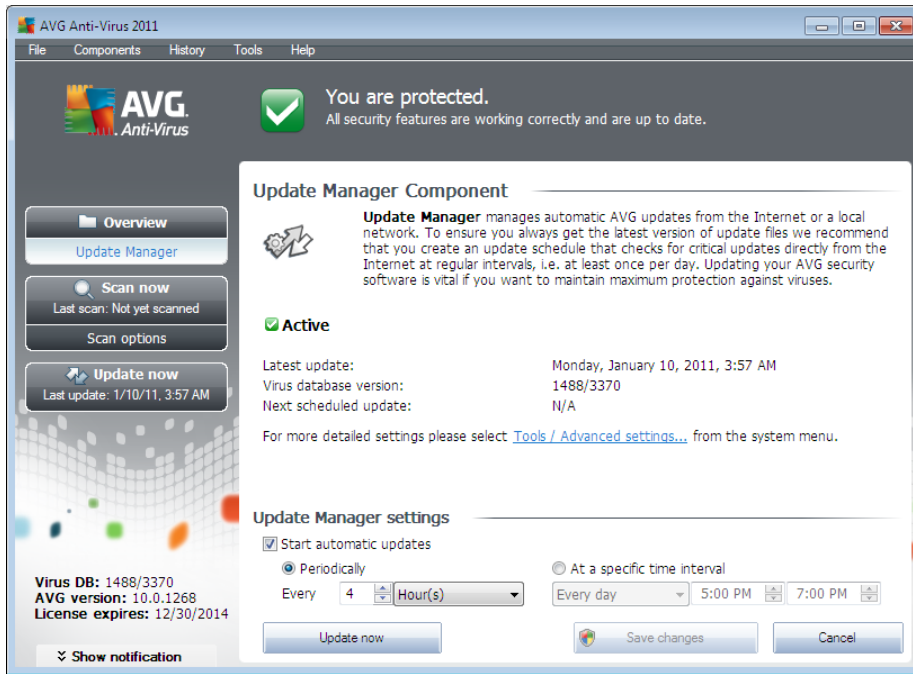 AVG Anti-Virus 2011
File Components History Tools Help
AVG.
Anti-Virus
You are protected.
All security features are working correctly and are up to date.
Overview
Update Manager
Scan now
Last scan: Not yet scanned
Scan options
Update now
Last update: 1/10/11, 3:57 AM
Virus DB: 1488/3370
AVG version: 10.0.1268
License expires: 12/30/2014
Show notification
Update Manager Component
Update Manager manages automatic AVG updates from the Internet or a local
network. To ensure you always get the latest version of update files we recommend
that you create an update schedule that checks for critical updates directly from the
Internet at regular intervals, i.e. at least once per day. Updating your AVG security
software is vital if you want to maintain maximum protection against viruses.
Active
Latest update: Monday, January 10, 2011, 3:57 AM
Virus database version: 1488/3370
Next scheduled update: N/A
For more detailed settings please select Tools / Advanced settings... from the system menu.
Update Manager settings
Start automatic updates
Periodically
Every 4 Hour(s)
At a specific time interval
Every day 5:00 PM 7:00 PM
Update now Save changes Cancel